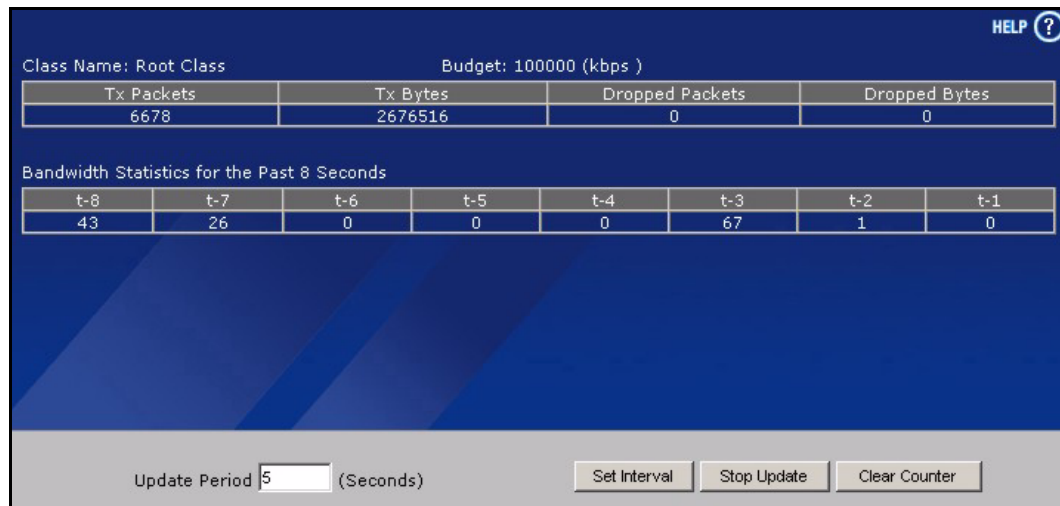 HELP ?
Class Name: Root Class Budget: 100000 (kbps )
Tx Packets Tx Bytes Dropped Packets Dropped Bytes
6678 2676516 0 0
Bandwidth Statistics for the Past 8 Seconds
t-8 t-7 t-6 t-5 t-4 t-3 t-2 t-1
43 26 0 0 0 67 1 0
Update Period 5 (Seconds) Set Interval Stop Update Clear Counter